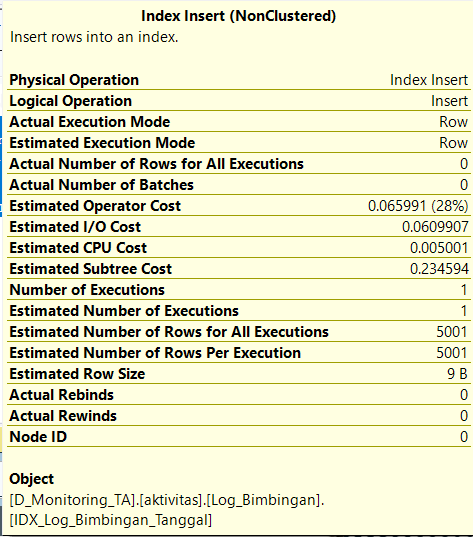 Index Insert (NonClustered)
Insert rows into an index.
Physical Operation Index Insert
Logical Operation Insert
Actual Execution Mode Row
Estimated Execution Mode Row
Actual Number of Rows for All Executions 0
Actual Number of Batches 0
Estimated Operator Cost 0.065991 (28%)
Estimated I/O Cost 0.0609907
Estimated CPU Cost 0.005001
Estimated Subtree Cost 0.234594
Number of Executions 1
Estimated Number of Executions 1
Estimated Number of Rows for All Executions 5001
Estimated Number of Rows Per Execution 5001
Estimated Row Size 9 B
Actual Rebinds 0
Actual Rewinds 0
Node ID 0
Object
[D_Monitoring_TA].[aktivitas].[Log_Bimbingan].
[IDX_Log_Bimbingan_Tanggal]